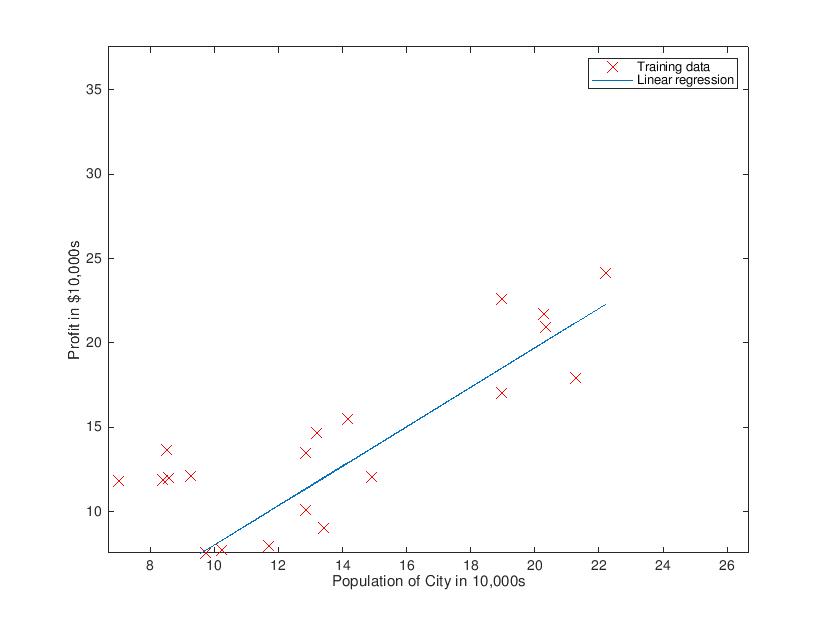 Training data
Linear regression
35
30
25
20
15
10
Profit in $10,000s
8 10 12 14 16 18 20 22 24 26
Population of City in 10,000s